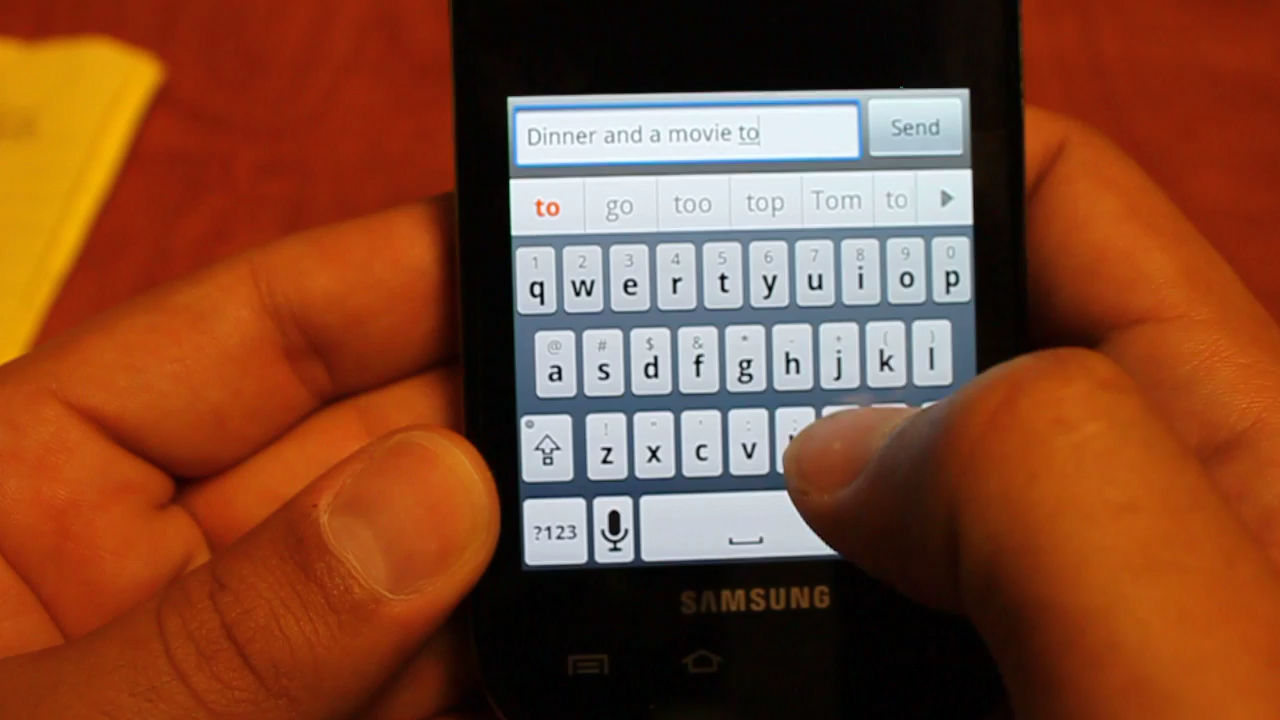 Dinner and a movie to
Send
to go too top Tom to
1 2 3 4 5 6 7 8 9 0
q w e r t y u i o p
@ # $ & * - + ( )
a s d f g h j k l
! " ' :
z x c v
?123
SAMSUNG